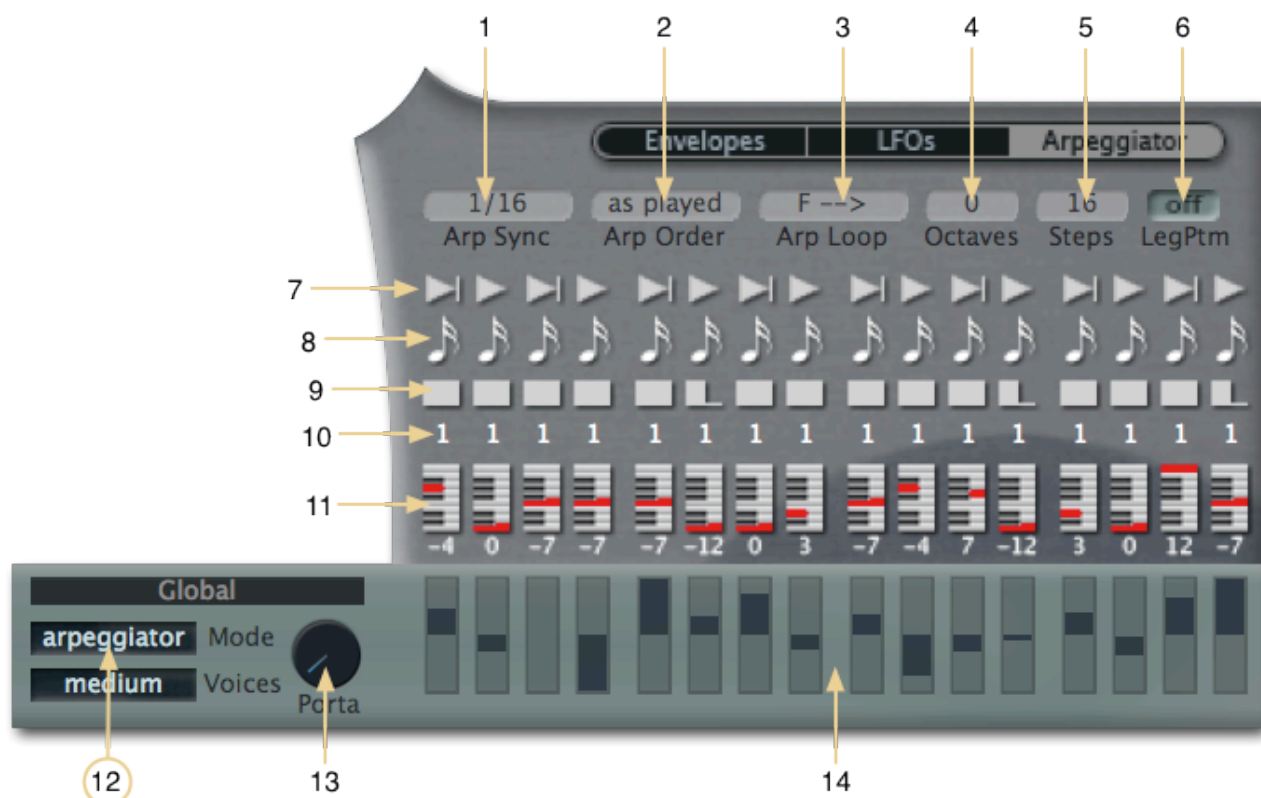 1 2 3 4 5 6
Envelopes LFOs Arpeggiator
1/16 as played F --> 0 16 off
Arp Sync Arp Order Arp Loop Octaves Steps LegPtm
7
8
9
10 1 1 1 1 1 1 1 1 1 1 1 1 1 1 1 1
11
-4 0 -7 -7 -7 -12 0 3 -7 -4 7 -12 3 0 12 -7
Global
arpeggiator Mode
medium Voices
Porta
12 13 14